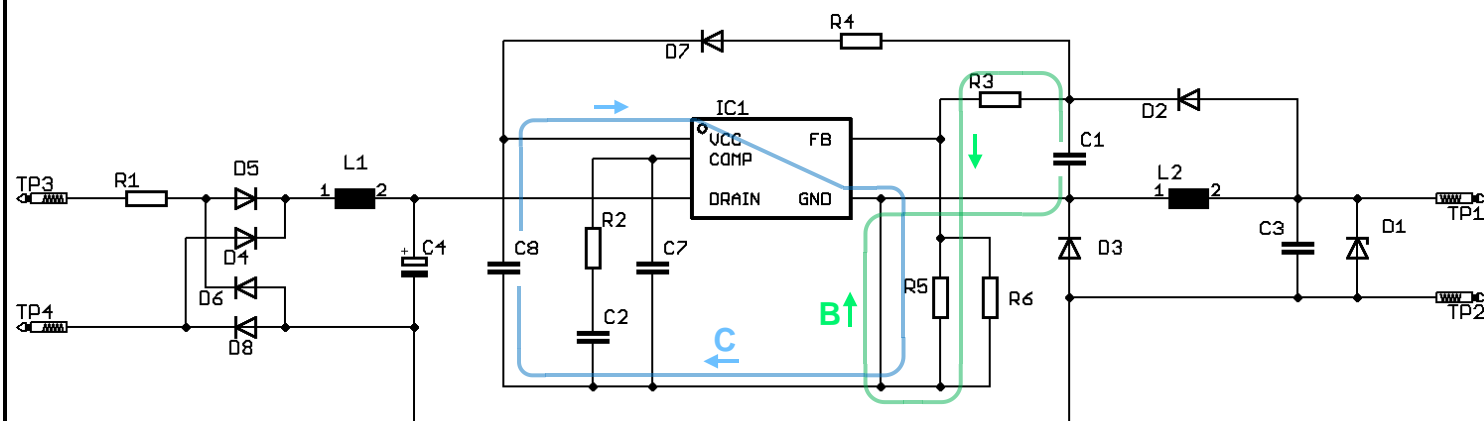 R4
D7
R3
IC1
D2
VCC
FB
COMP
C1
D5
L1
L2
TP3
R1
1
2
DRAIN
GND
1
2
TP1
D4
R2
C4
+
C8
C7
C3
D1
D3
D6
R5
R6
TP4
B
TP2
C2
D8
C